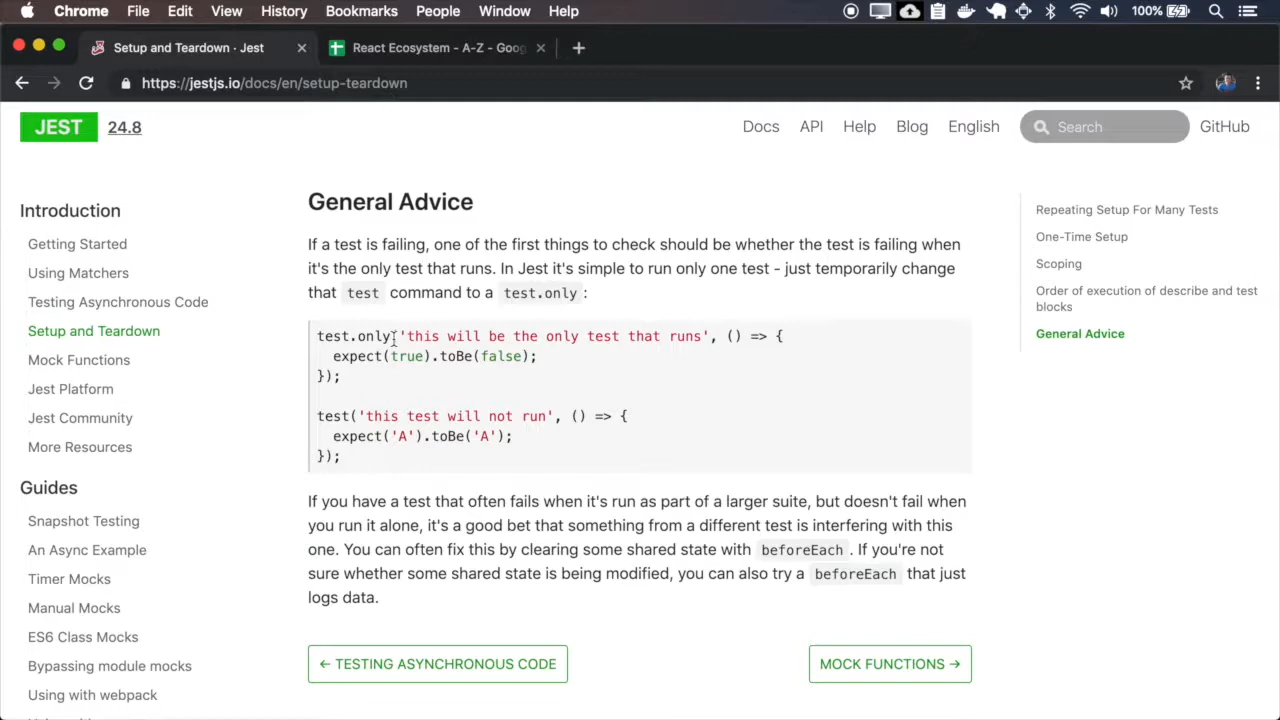 Chrome File Edit View History Bookmarks People Window Help 100%
Setup and Teardown · Jest
React Ecosystem - A-Z - Goo
https://jestjs.io/docs/en/setup-teardown
JEST 24.8
Docs API Help Blog English Search GitHub
Introduction
Getting Started
Using Matchers
Testing Asynchronous Code
Setup and Teardown
Mock Functions
Jest Platform
Jest Community
More Resources
Guides
Snapshot Testing
An Async Example
Timer Mocks
Manual Mocks
ES6 Class Mocks
Bypassing module mocks
Using with webpack
General Advice
If a test is failing, one of the first things to check should be whether the test is failing when
it's the only test that runs. In Jest it's simple to run only one test - just temporarily change
that test command to a test.only :
test.only('this will be the only test that runs', () => {
expect(true).toBe(false);
});
test('this test will not run', () => {
expect('A').toBe('A');
});
If you have a test that often fails when it's run as part of a larger suite, but doesn't fail when
you run it alone, it's a good bet that something from a different test is interfering with this
one. You can often fix this by clearing some shared state with beforeEach . If you're not
sure whether some shared state is being modified, you can also try a beforeEach that just
logs data.
← TESTING ASYNCHRONOUS CODE
MOCK FUNCTIONS →
Repeating Setup For Many Tests
One-Time Setup
Scoping
Order of execution of describe and test
blocks
General Advice